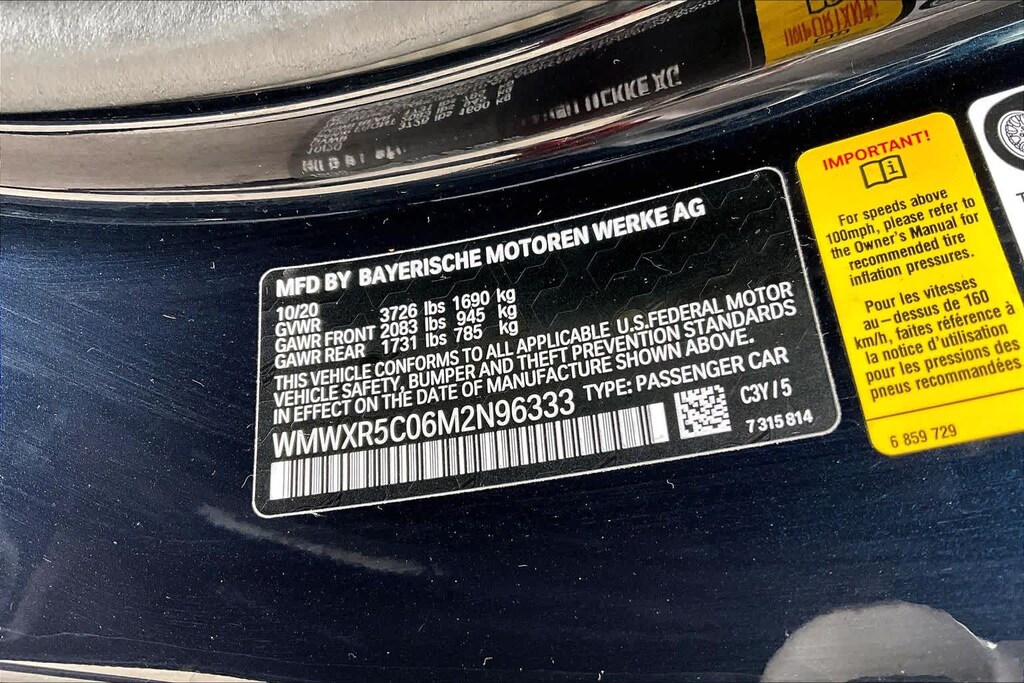 MFD BY BAYERISCHE MOTOREN WERKE AG
10/20
GVWR 3726 lbs 1690 kg
GAWR FRONT 2083 lbs 945 kg
GAWR REAR 1731 lbs 785 kg
THIS VEHICLE CONFORMS TO ALL APPLICABLE U.S.FEDERAL MOTOR
VEHICLE SAFETY, BUMPER AND THEFT PREVENTION STANDARDS
IN EFFECT ON THE DATE OF MANUFACTURE SHOWN ABOVE.
WMWXR5C06M2N96333 TYPE: PASSENGER CAR
C3Y/5
7 315 814
IMPORTANT!
For speeds above
100mph, please refer to
the Owner's Manual for
recommended tire
inflation pressures.
Pour les vitesses
au-dessus de 160
km/h, faites référence à
la notice d'utilisation
pour les pressions des
pneus recommandées
6 859 729